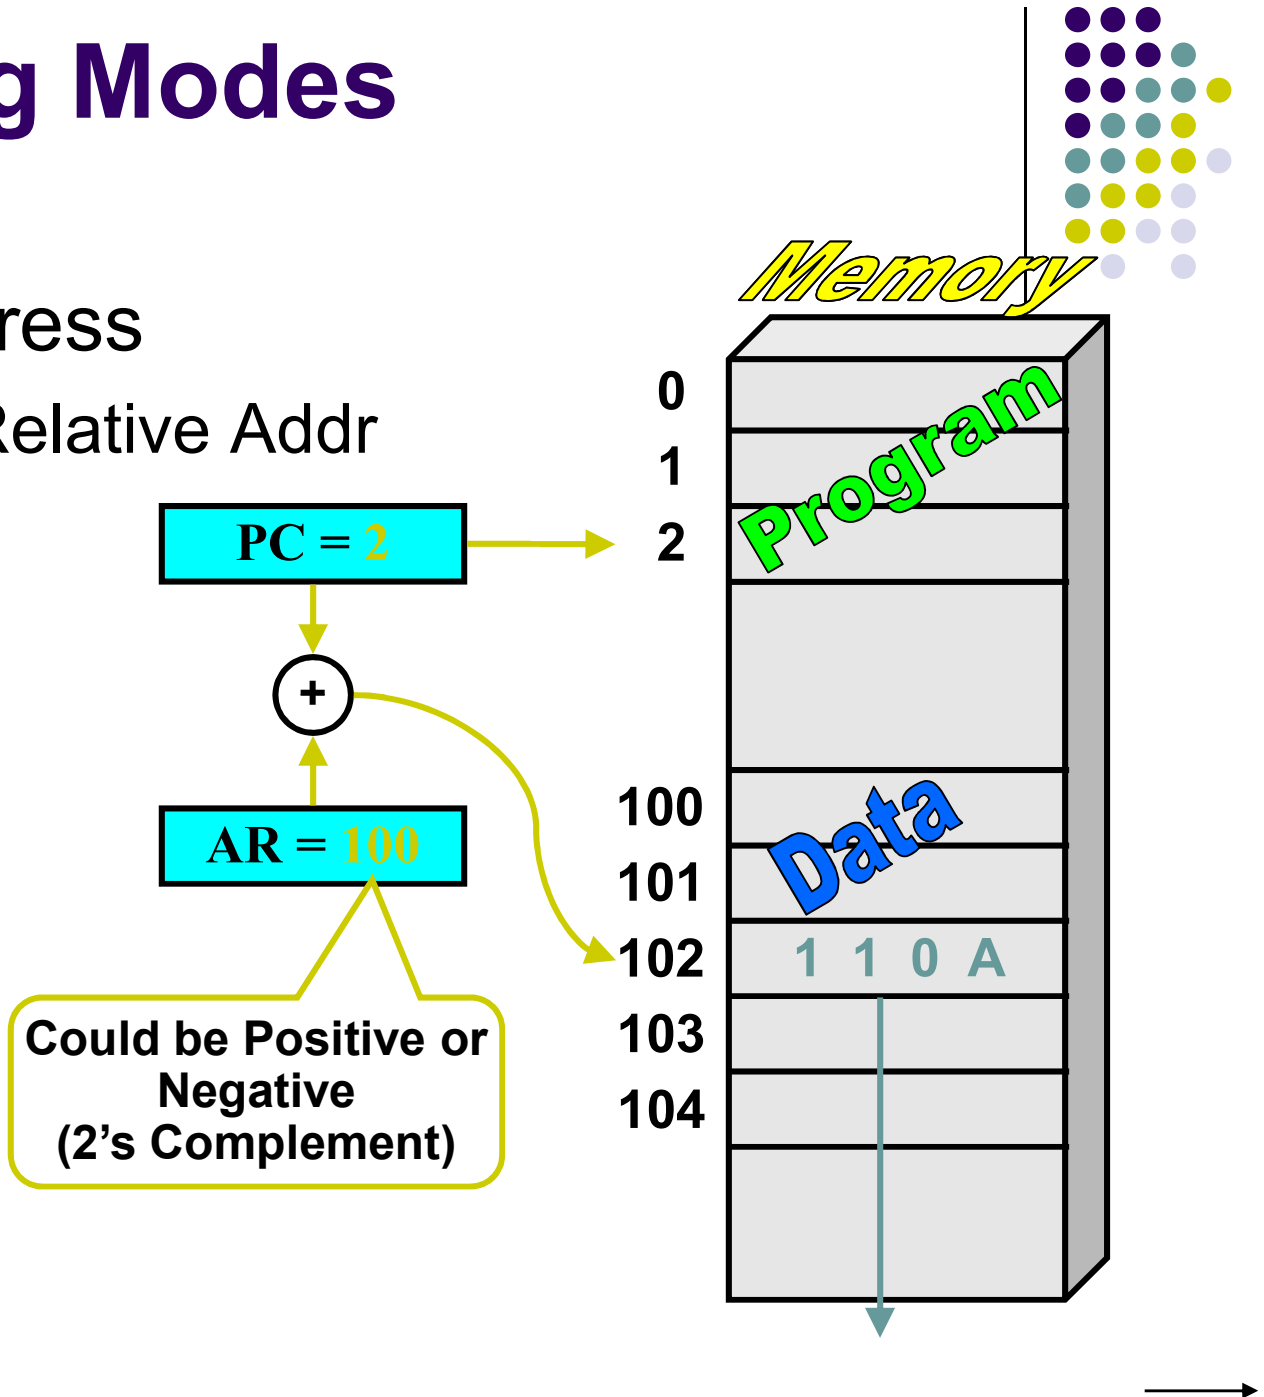 g Modes
ress
Relative Addr
Memory
0
1
2
Program
PC = 2
+
AR = 100
100
101
102
103
104
Data
1 1 0 A
Could be Positive or
Negative
(2’s Complement)